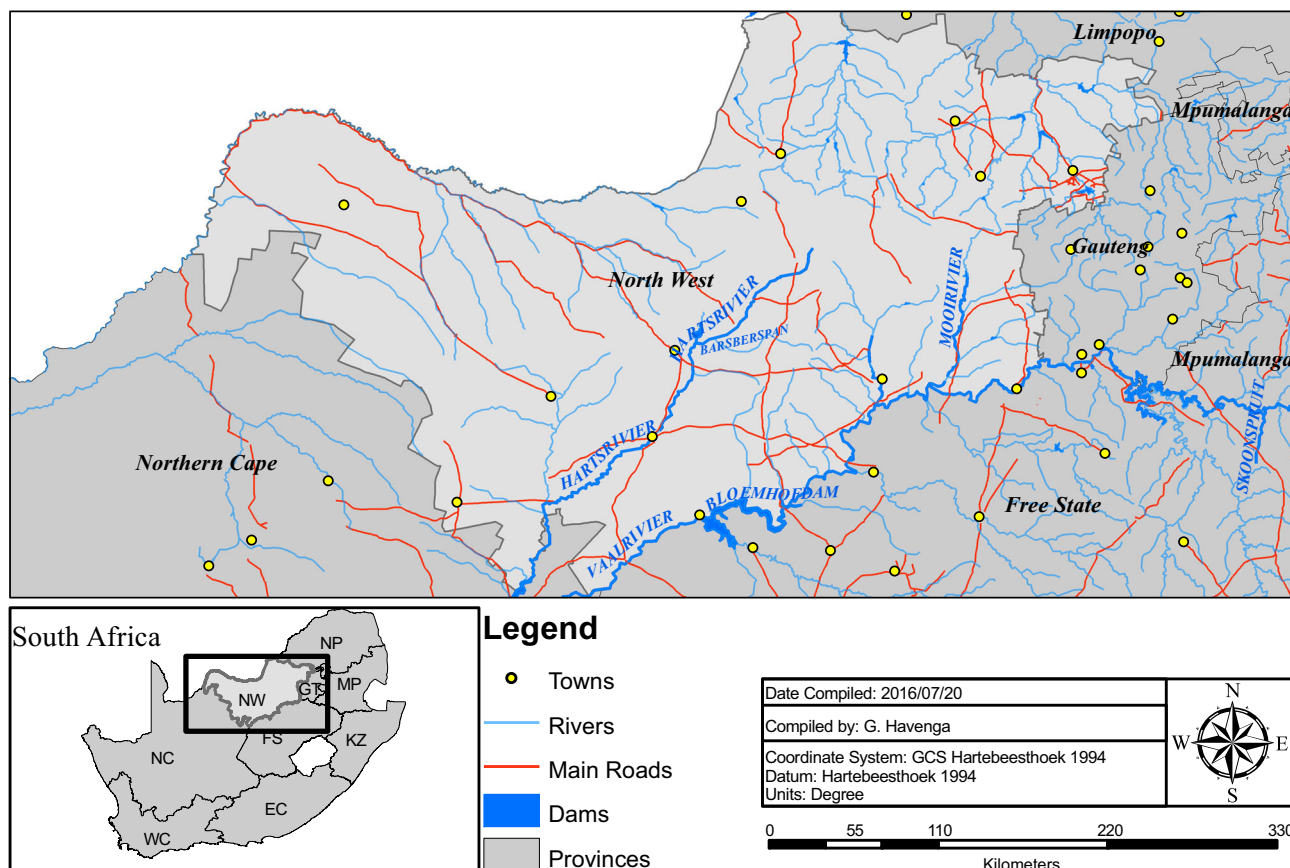 Limpopo
Mpumalanga
Gauteng
North West
MOOIRIVIER
HARTSRIVIER
BARSBERSPAN
Mpumalanga
SKOONSPRUIT
HARTSRIVIER
Northern Cape
BLOEMHOFDAM
Free State
VAALRIVIER
South Africa
NP
MP
GT
NW
FS
KZ
NC
EC
WC
Legend
Towns
Rivers
Main Roads
Dams
Provinces
Date Compiled: 2016/07/20
Compiled by: G. Havenga
Coordinate System: GCS Hartebeesthoek 1994
Datum: Hartebeesthoek 1994
Units: Degree
N
W
E
S
0 55 110 220 330
Kilometers